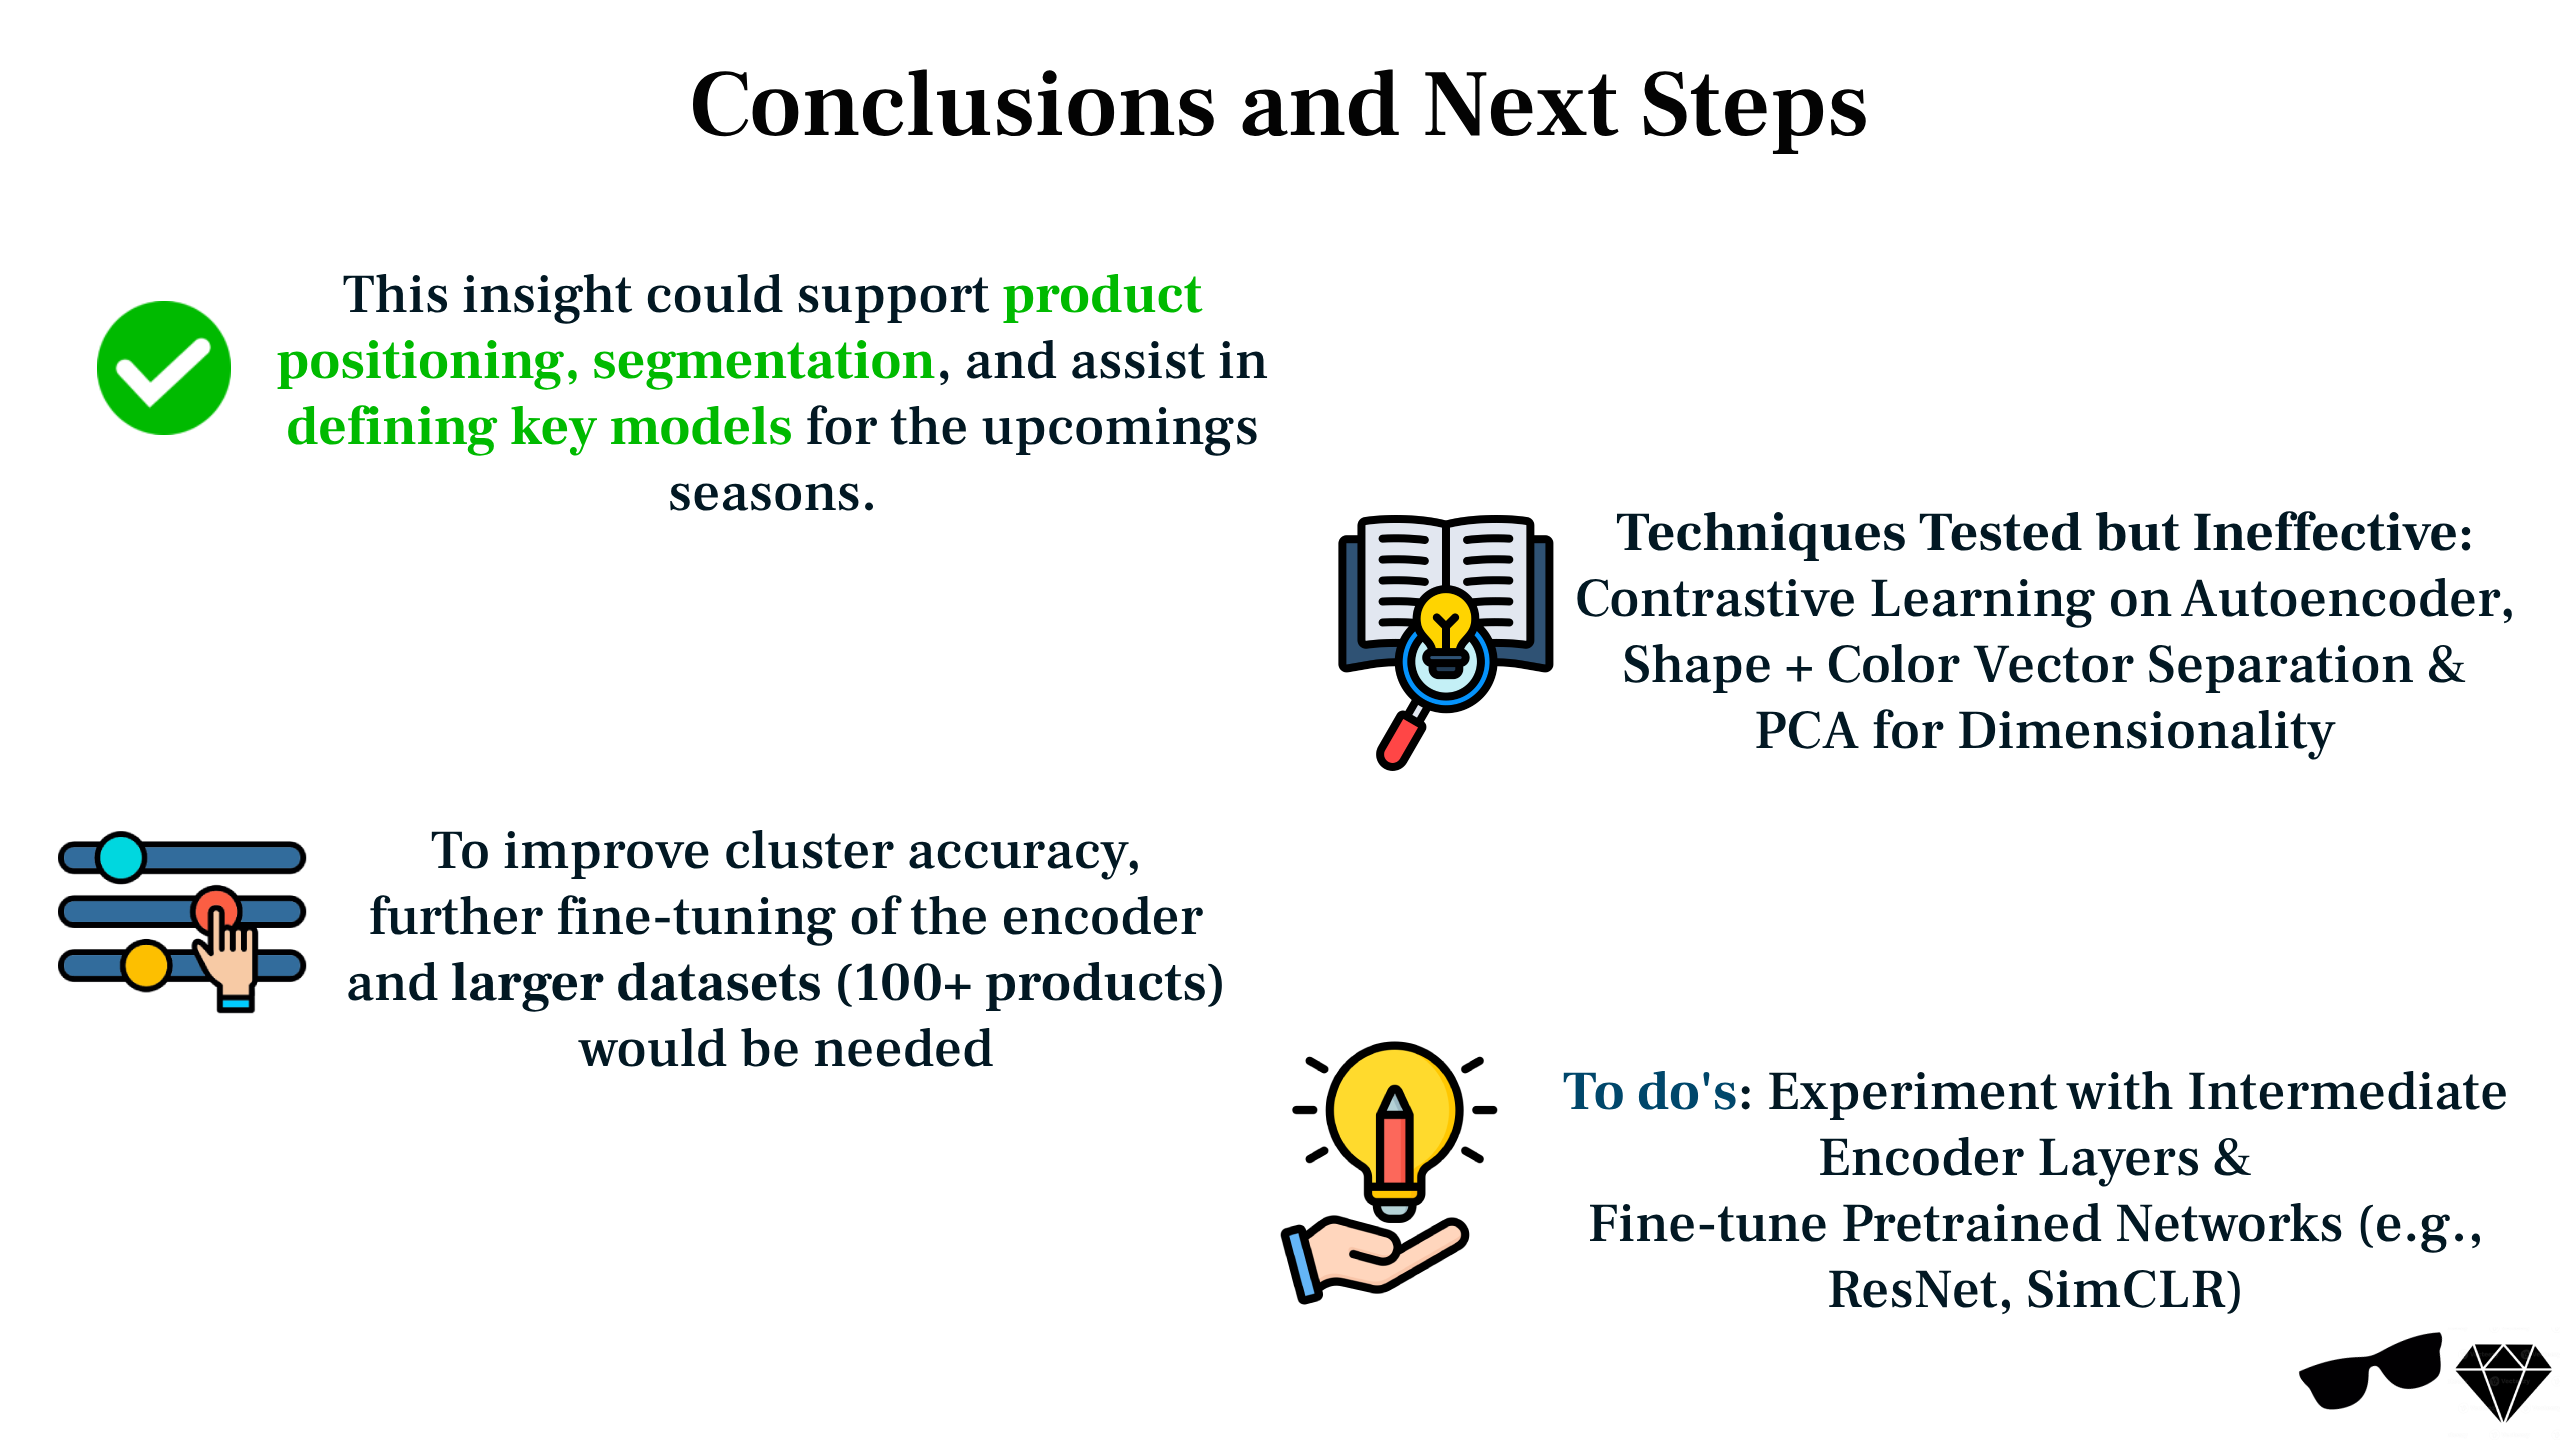 Conclusions and Next Steps
This insight could support product
positioning, segmentation, and assist in
defining key models for the upcomings
seasons.
Techniques Tested but Ineffective:
Contrastive Learning on Autoencoder,
Shape + Color Vector Separation &
PCA for Dimensionality
To improve cluster accuracy,
further fine-tuning of the encoder
and larger datasets (100+ products)
would be needed
To do's: Experiment with Intermediate
Encoder Layers &
Fine-tune Pretrained Networks (e.g.,
ResNet, SimCLR)